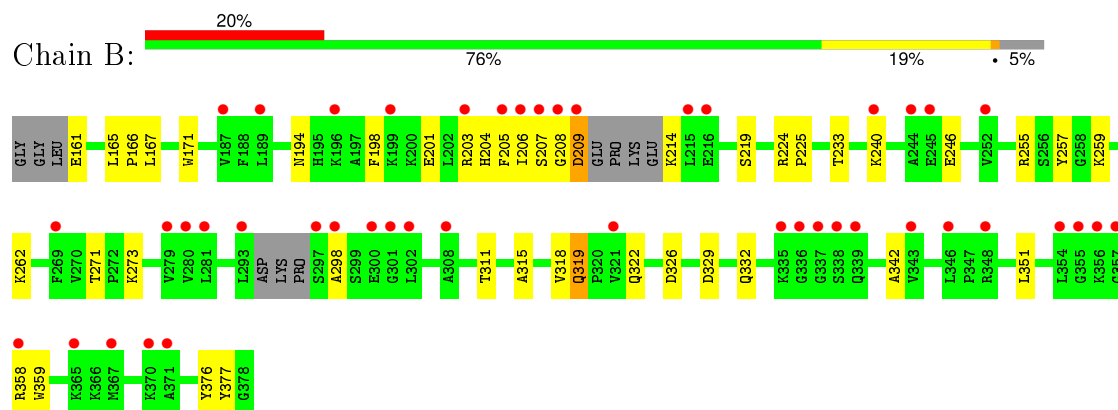 20%
Chain B:
76% 19% • 5%
GLY GLY LEU E161 L165 P166 L167 W171 V187 F188 L189 N194 H195 K196 A197 F198 K199 K200 E201 L202 R203 H204 F205 I206 S207 G208 D209 GLU PRO LYS GLU K214 L215 E216 S219 R224 P225 T233 K240 A244 E245 E246 V252 R255 S256 Y257 G258 K259
K262 F269 V270 T271 P272 K273 V279 V280 L281 L293 ASP LYS PRO S297 A298 S299 E300 G301 L302 A308 T311 A315 V318 Q319 P320 V321 Q322 D326 D329 Q332 K335 G336 G337 S338 Q339 A342 V343 L346 P347 R348 L351 L354 G355 K356 G357
R358 W359 K365 K366 M367 K370 A371 Y376 Y377 G378